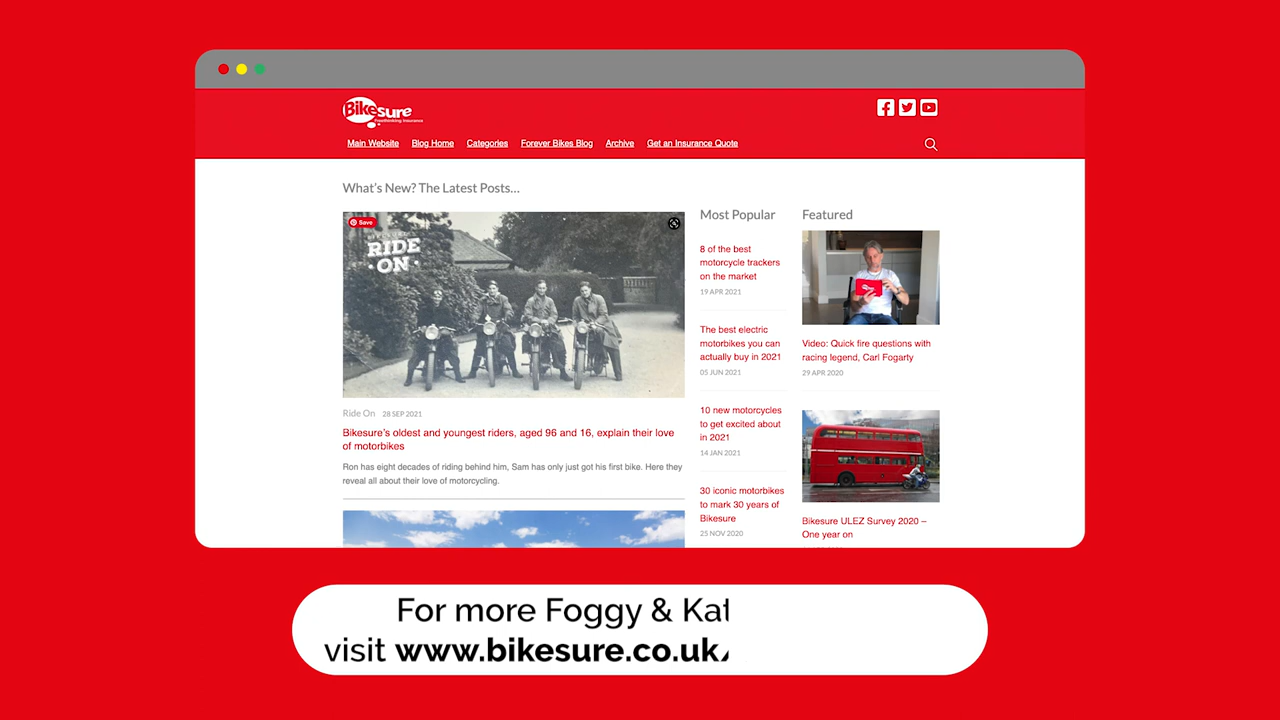 Bikesure
freethinking insurance
Main Website Blog Home Categories Forever Bikes Blog Archive Get an Insurance Quote
What's New? The Latest Posts...
Save
RIDE
·ON·
Ride On 28 SEP 2021
Bikesure's oldest and youngest riders, aged 96 and 16, explain their love
of motorbikes
Ron has eight decades of riding behind him, Sam has only just got his first bike. Here they
reveal all about their love of motorcycling.
Most Popular
8 of the best
motorcycle trackers
on the market
19 APR 2021
The best electric
motorbikes you can
actually buy in 2021
05 JUN 2021
10 new motorcycles
to get excited about
in 2021
14 JAN 2021
30 iconic motorbikes
to mark 30 years of
Bikesure
25 NOV 2020
Featured
Video: Quick fire questions with
racing legend, Carl Fogarty
29 APR 2020
Bikesure ULEZ Survey 2020 –
One year on
For more Foggy & Kat
visit www.bikesure.co.uk